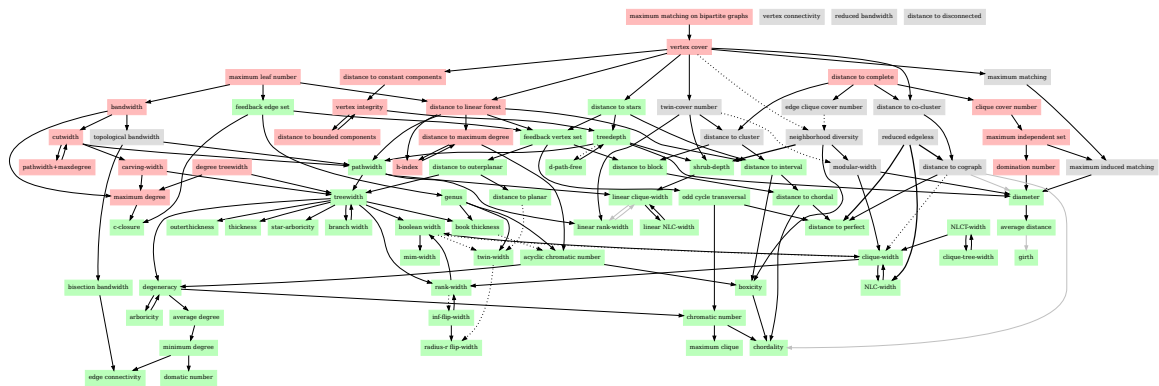 maximum matching on bipartite graphs
vertex connectivity
reduced bandwidth
distance to disconnected
vertex cover
maximum leaf number
distance to constant components
distance to complete
maximum matching
bandwidth
feedback edge set
vertex integrity
distance to linear forest
distance to stars
twin-cover number
edge clique cover number
distance to co-cluster
clique cover number
cutwidth
topological bandwidth
distance to bounded components
distance to maximum degree
feedback vertex set
treedepth
distance to cluster
neighborhood diversity
reduced edgeless
maximum independent set
pathwidth+maxdegree
carving-width
degree treewidth
pathwidth
h-index
distance to outerplanar
d-path-free
distance to block
shrub-depth
distance to interval
modular-width
distance to cograph
domination number
maximum induced matching
maximum degree
treewidth
genus
distance to planar
linear clique-width
odd cycle transversal
distance to chordal
diameter
c-closure
outerthickness
thickness
star-arboricity
branch width
boolean width
book thickness
linear rank-width
linear NLC-width
distance to perfect
NLCT-width
average distance
mim-width
twin-width
acyclic chromatic number
clique-width
clique-tree-width
girth
bisection bandwidth
degeneracy
rank-width
boxicity
NLC-width
arboricity
average degree
inf-flip-width
chromatic number
minimum degree
radius-r flip-width
maximum clique
chordality
edge connectivity
domatic number